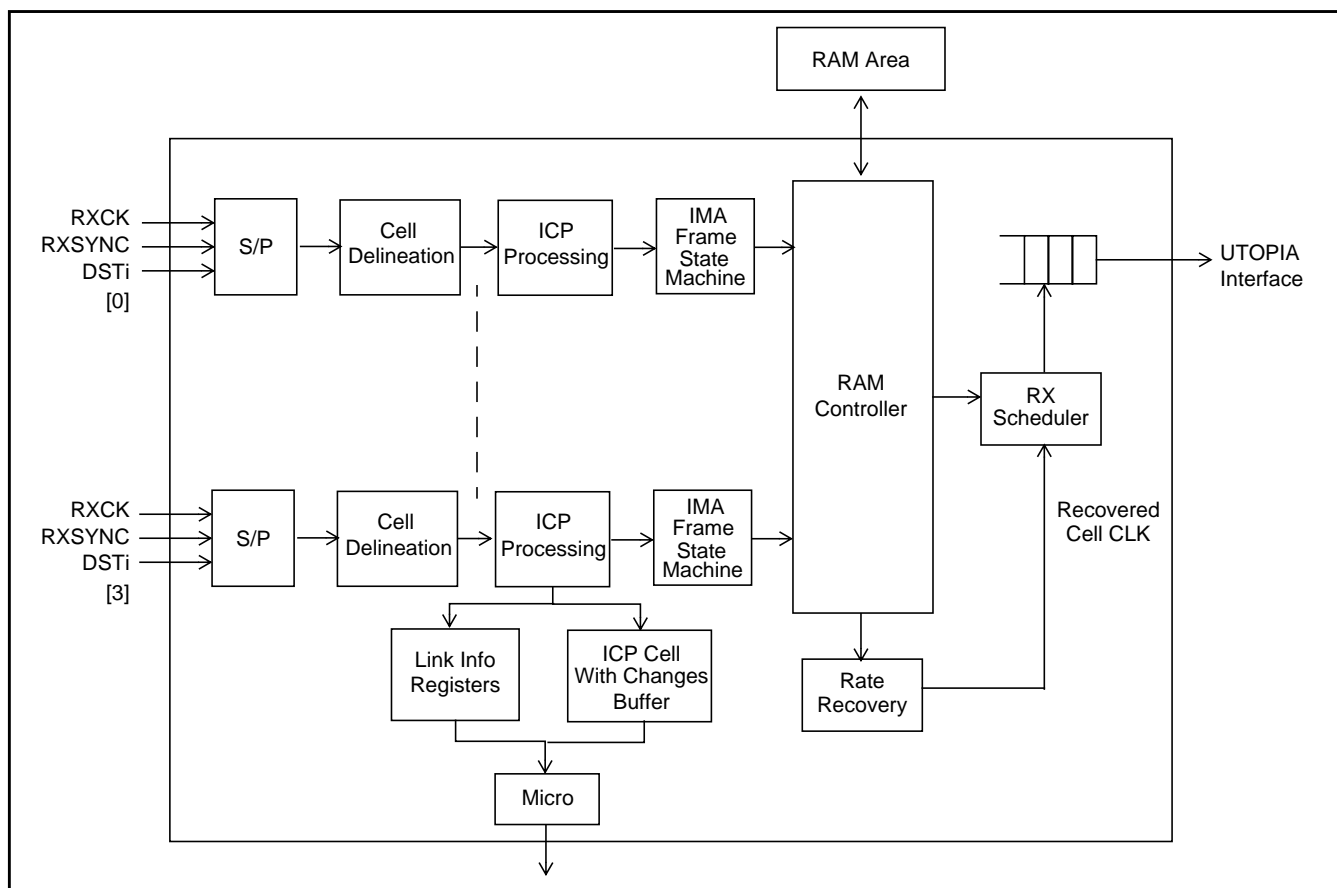 RAM Area
RXCK
RXSYNC
DSTi
[0]
S/P
Cell
Delineation
ICP
Processing
IMA
Frame
State
Machine
UTOPIA
Interface
RAM
Controller
RX
Scheduler
RXCK
RXSYNC
DSTi
[3]
S/P
Cell
Delineation
ICP
Processing
IMA
Frame
State
Machine
Recovered
Cell CLK
Link Info
Registers
ICP Cell
With Changes
Buffer
Rate
Recovery
Micro